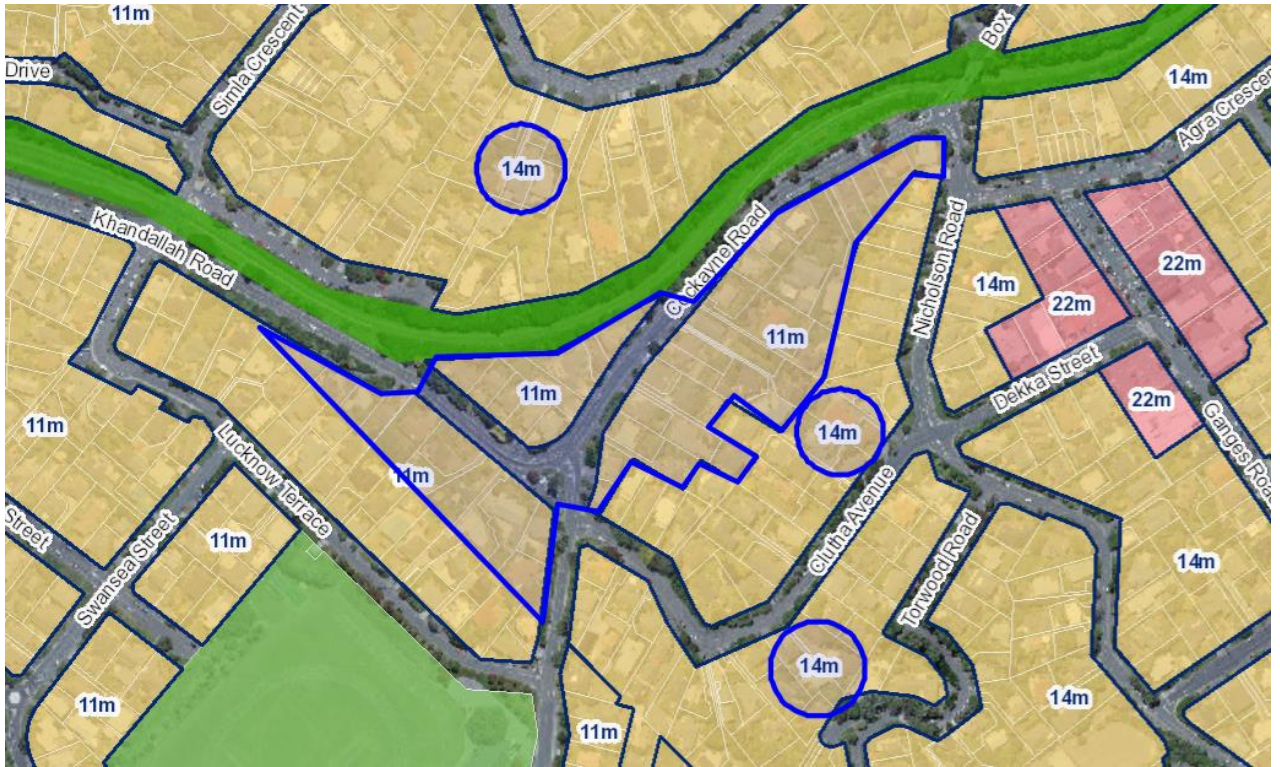 11m
Box
Drive
Simla Crescent
14m
Agra Crescent
14m
Khandallah Road
Cockayne Road
Nicholson Road
14m
22m
22m
11m
11m
Dekka Street
22m
11m
14m
Ganges Road
11m
Lucknow Terrace
Street
11m
Swansea Street
Clutha Avenue
14m
Torwood Road
14m
14m
11m
11m